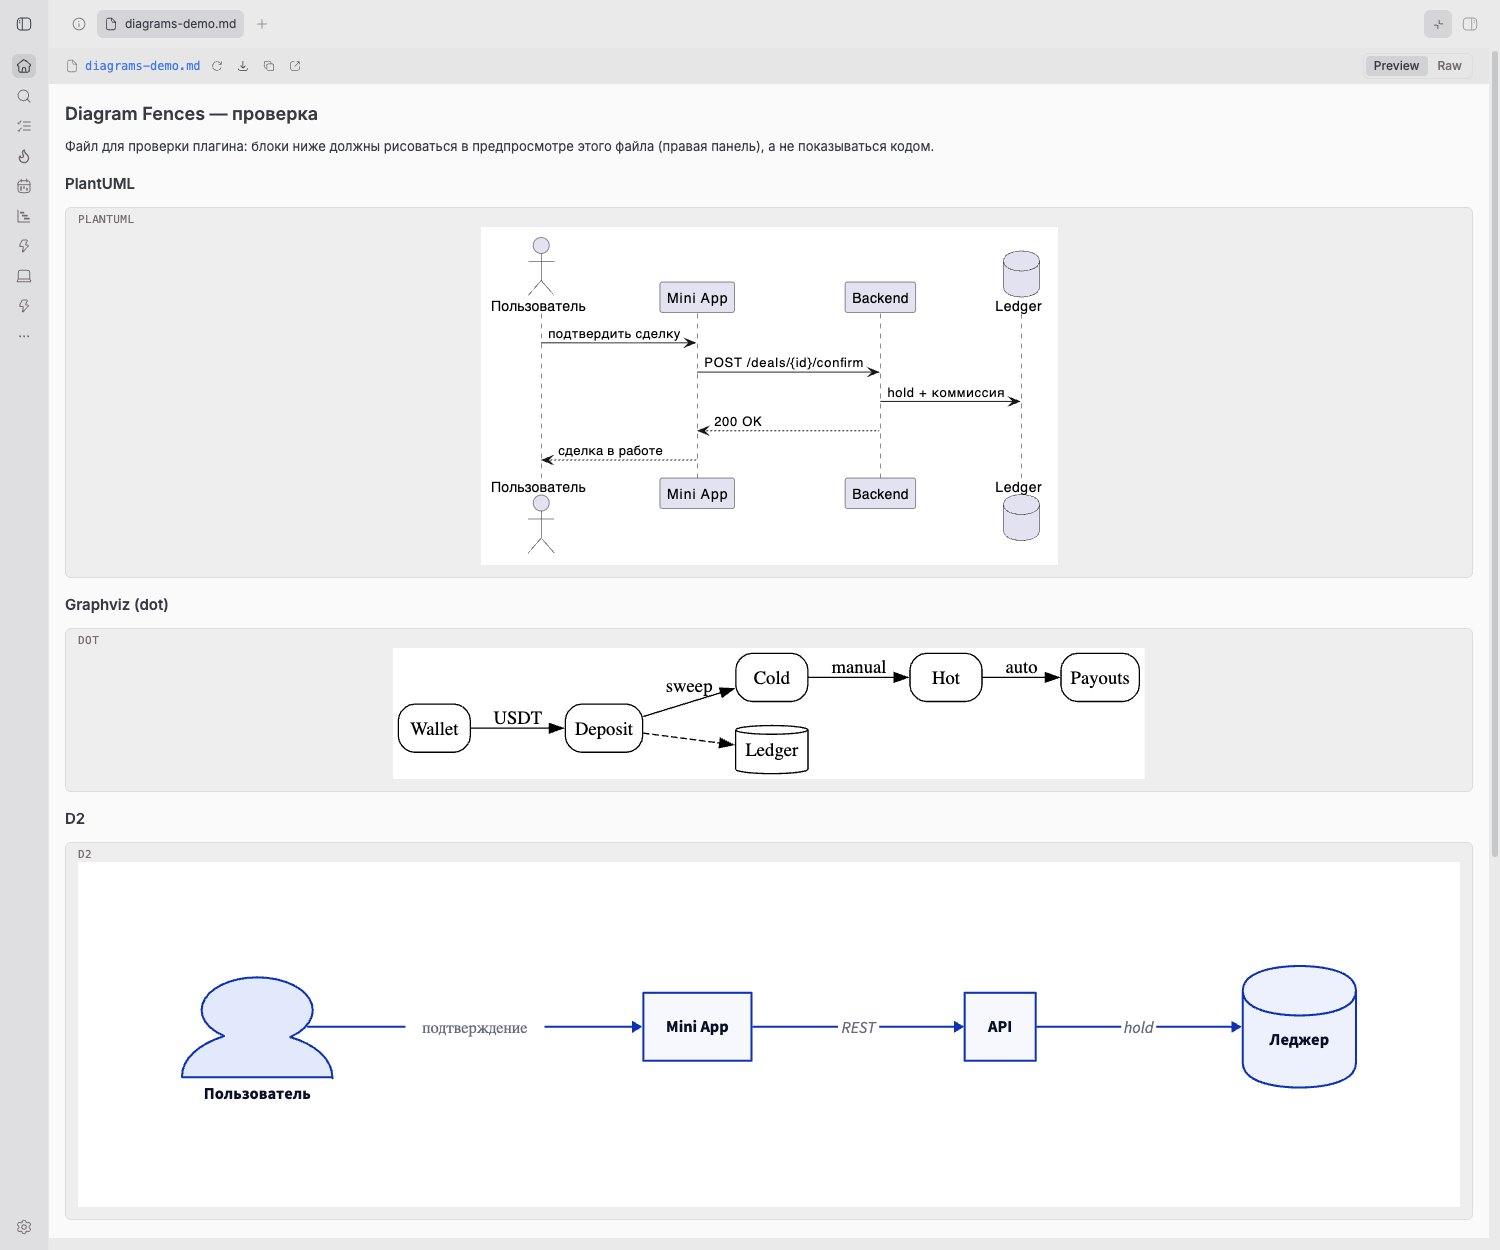 diagrams-demo.md
diagrams-demo.md
Preview
Raw
Diagram Fences — проверка
Файл для проверки плагина: блоки ниже должны рисоваться в предпросмотре этого файла (правая панель), а не показываться кодом.
PlantUML
PLANTUML
Пользователь
Mini App
Backend
Ledger
подтвердить сделку
POST /deals/{id}/confirm
hold + коммиссия
200 OK
сделка в работе
Пользователь
Mini App
Backend
Ledger
Graphviz (dot)
DOT
Wallet
USDT
Deposit
sweep
Cold
manual
Hot
auto
Payouts
Ledger
D2
D2
Пользователь
подтверждение
Mini App
REST
API
hold
Леджер